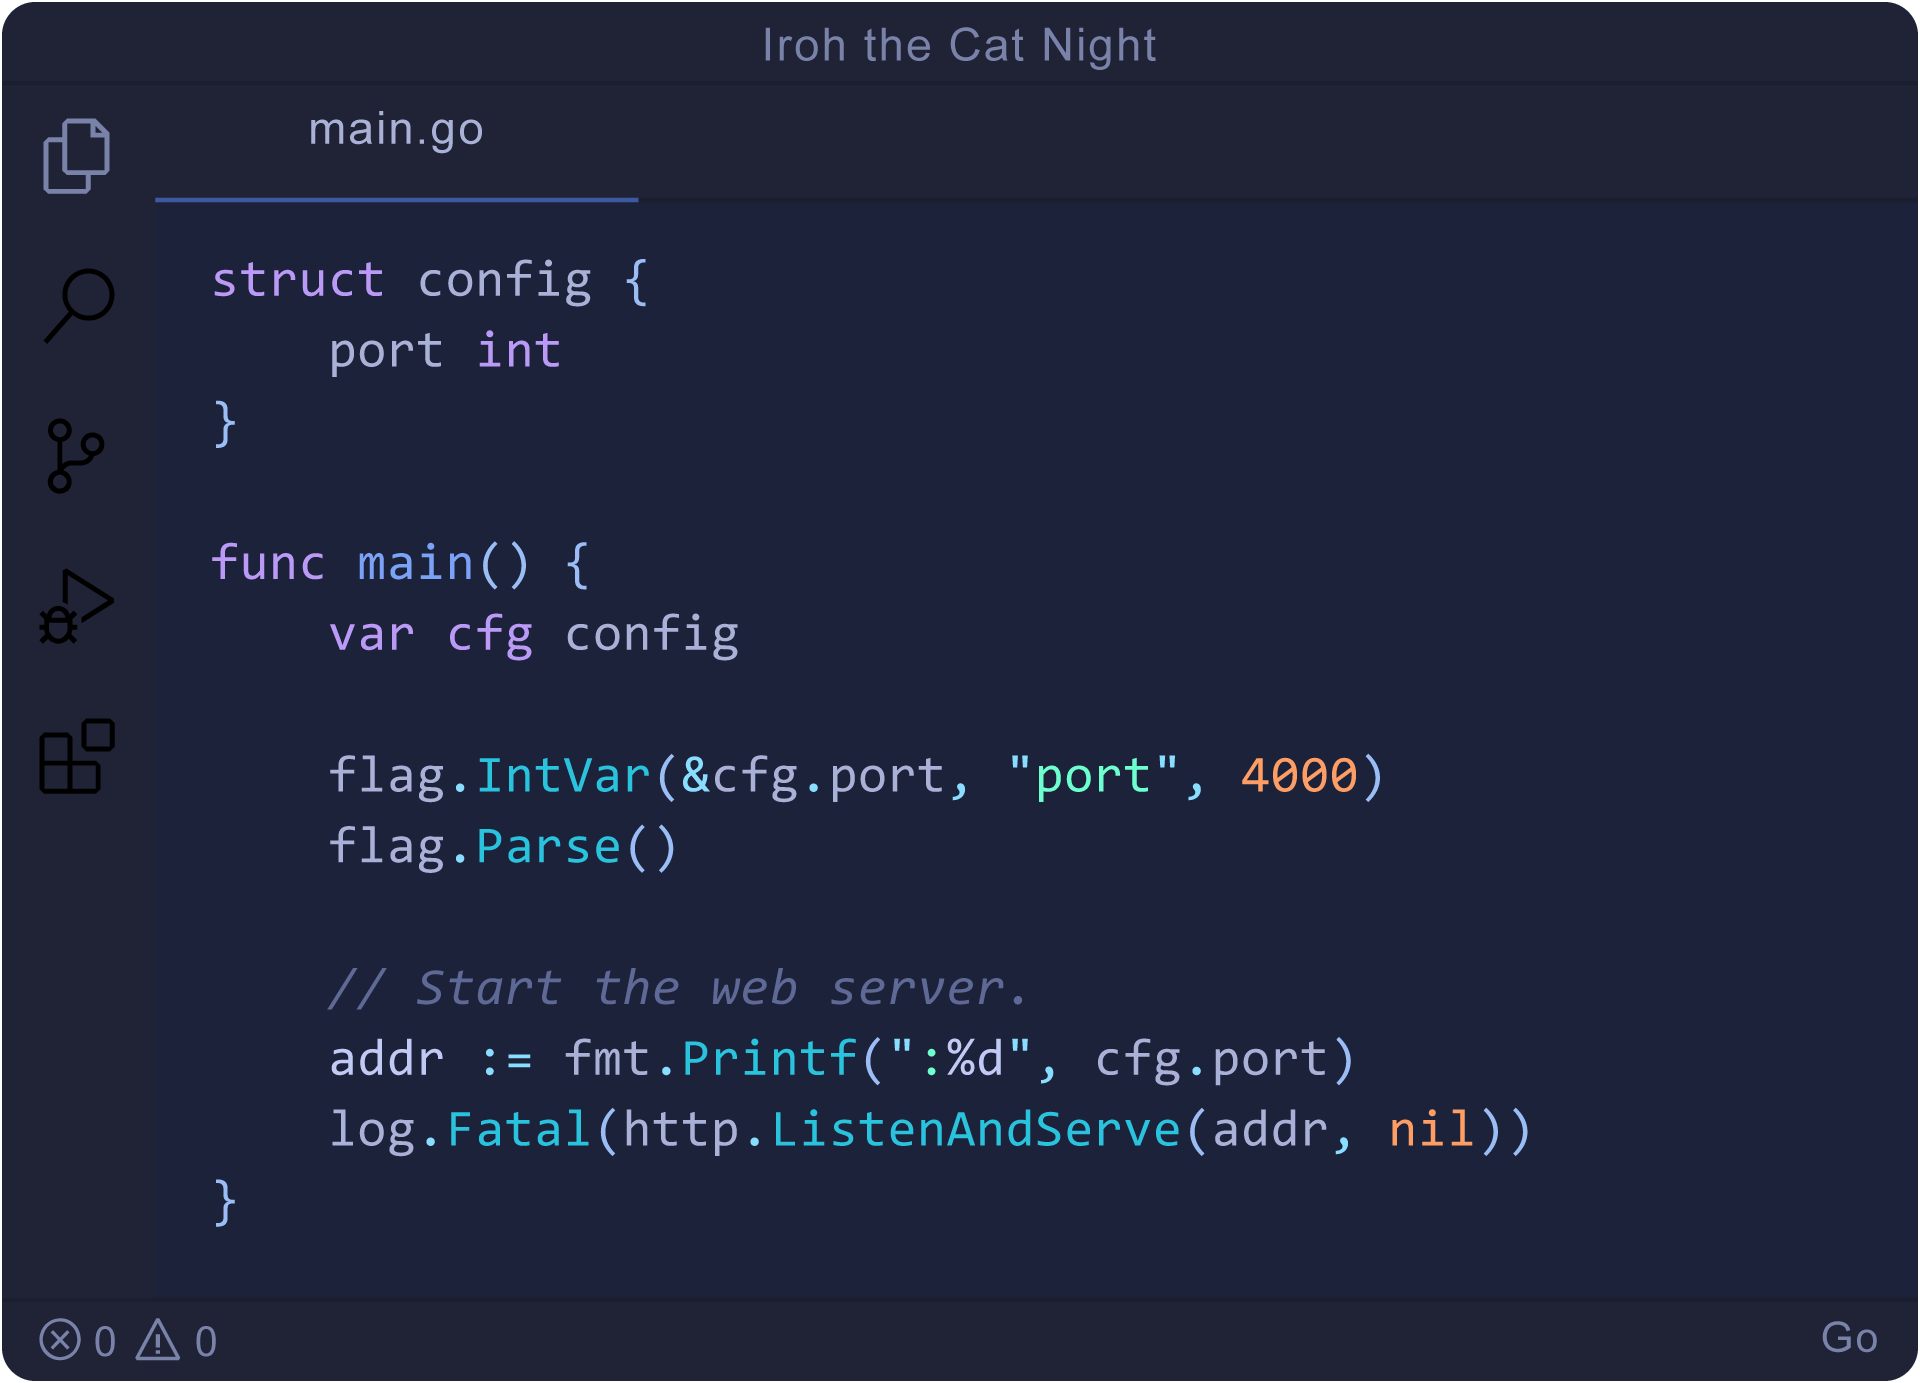 Iroh the Cat Night
main.go
struct config {
    port int
}
func main() {
    var cfg config
    flag.IntVar(&cfg.port, "port", 4000)
    flag.Parse()
    // Start the web server.
    addr := fmt.Printf(":%d", cfg.port)
    log.Fatal(http.ListenAndServe(addr, nil))
}
0 0 Go